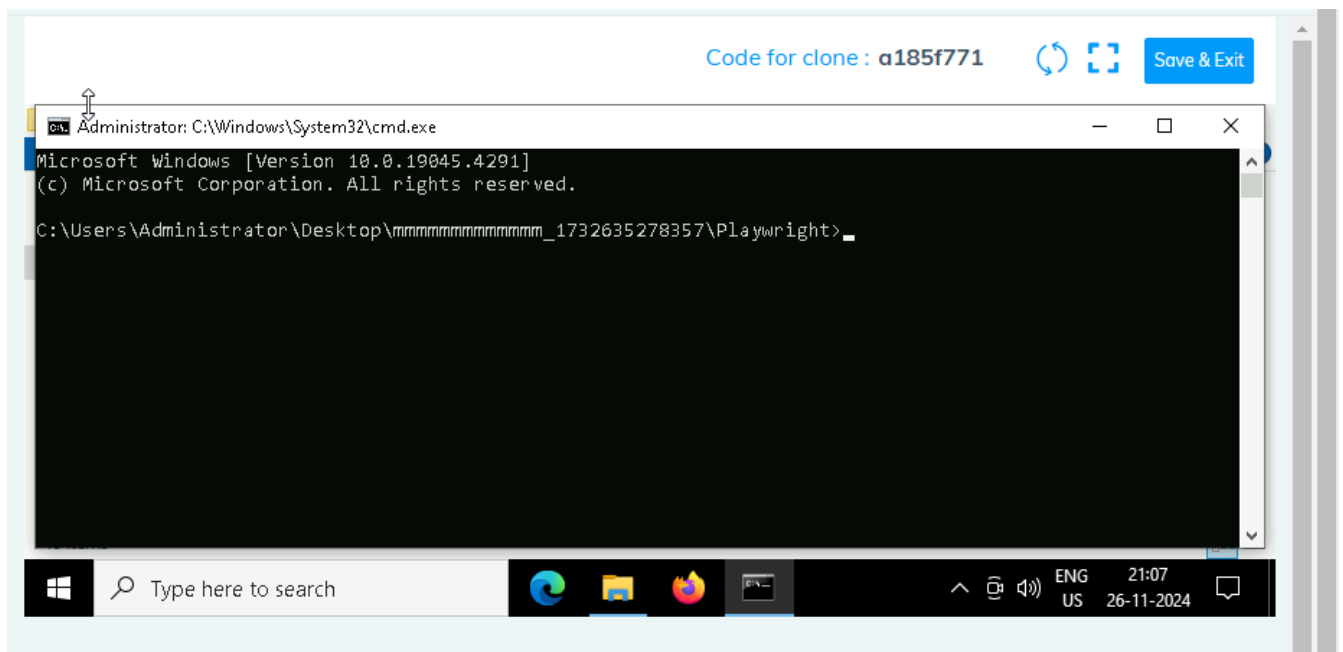 Code for clone : a185f771
Save & Exit
Administrator: C:\Windows\System32\cmd.exe
Microsoft Windows [Version 10.0.19045.4291]
(c) Microsoft Corporation. All rights reserved.
C:\Users\Administrator\Desktop\mmmmmmmmmmmmm_1732635278357\Playwright>
Type here to search
ENG
US
21:07
26-11-2024